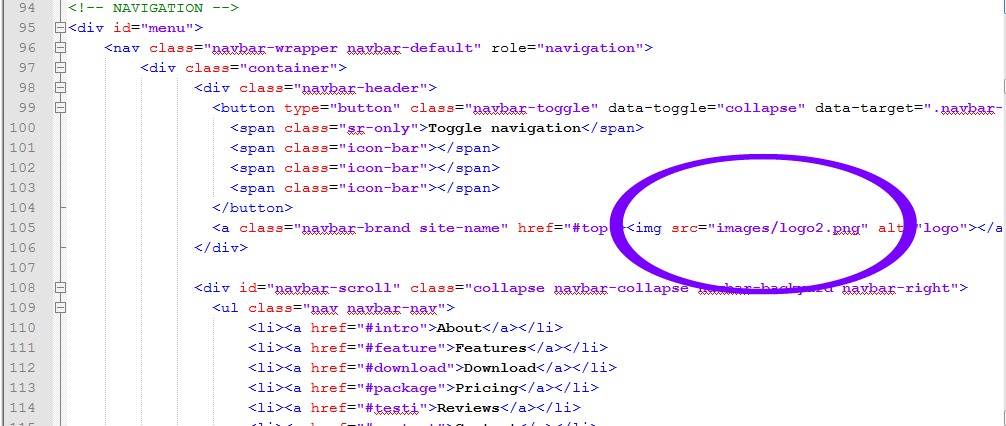 94 <!-- NAVIGATION -->
95 <div id="menu">
96 <nav class="navbar-wrapper navbar-default" role="navigation">
97 <div class="container">
98 <div class="navbar-header">
99 <button type="button" class="navbar-toggle" data-toggle="collapse" data-target=".navbar-
100 <span class="sr-only">Toggle navigation</span>
101 <span class="icon-bar"></span>
102 <span class="icon-bar"></span>
103 <span class="icon-bar"></span>
104 </button>
105 <a class="navbar-brand site-name" href="#top <img src="images/logo2.png" alt "logo"></a
106 </div>
107
108 <div id="navbar-scroll" class="collapse navbar-collapse navbar-backyard navbar-right">
109 <ul class="nav navbar-nav">
110 <li><a href="#intro">About</a></li>
111 <li><a href="#feature">Features</a></li>
112 <li><a href="#download">Download</a></li>
113 <li><a href="#package">Pricing</a></li>
114 <li><a href="#testi">Reviews</a></li>